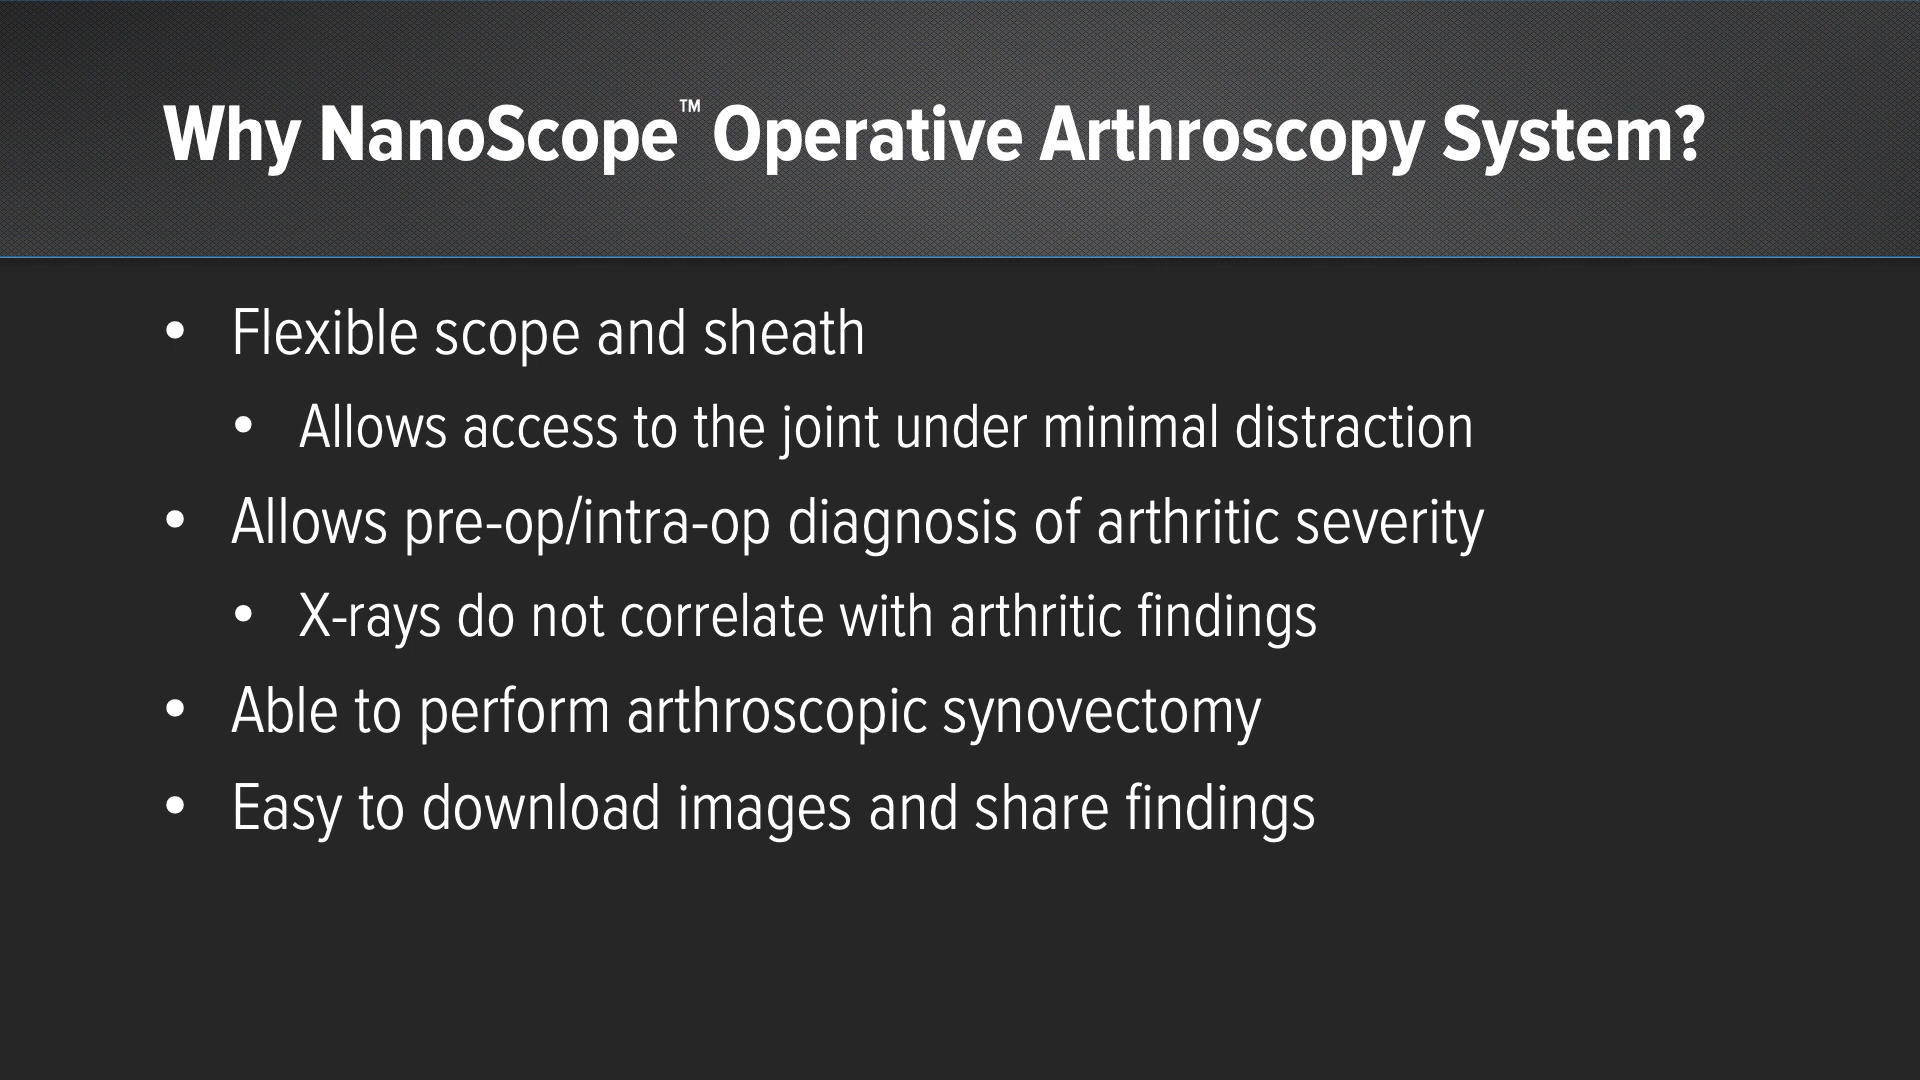 Why NanoScope™ Operative Arthroscopy System?
• Flexible scope and sheath
• Allows access to the joint under minimal distraction
• Allows pre-op/intra-op diagnosis of arthritic severity
• X-rays do not correlate with arthritic findings
• Able to perform arthroscopic synovectomy
• Easy to download images and share findings